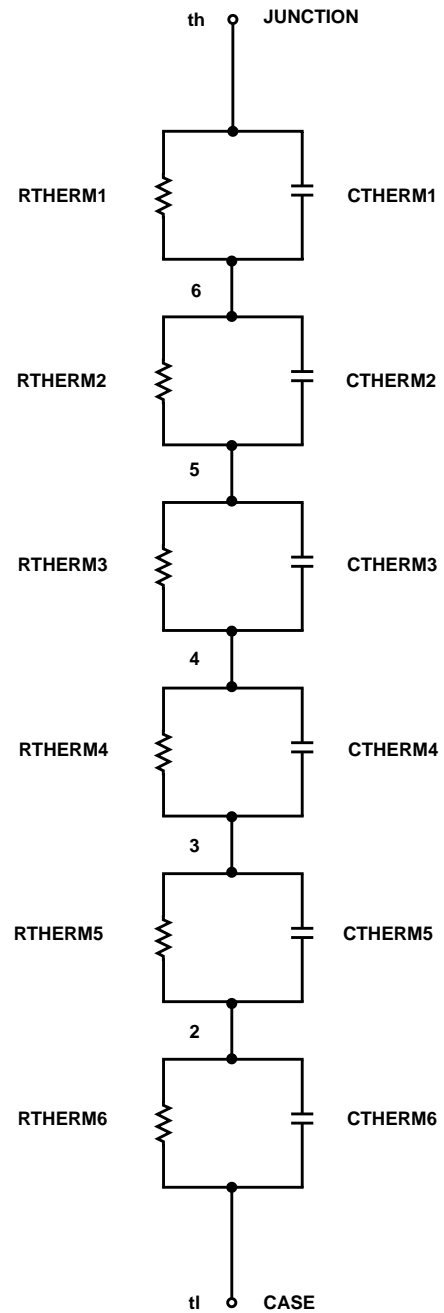 th JUNCTION
RTHERM1 CTHERM1
6
RTHERM2 CTHERM2
5
RTHERM3 CTHERM3
4
RTHERM4 CTHERM4
3
RTHERM5 CTHERM5
2
RTHERM6 CTHERM6
tl CASE